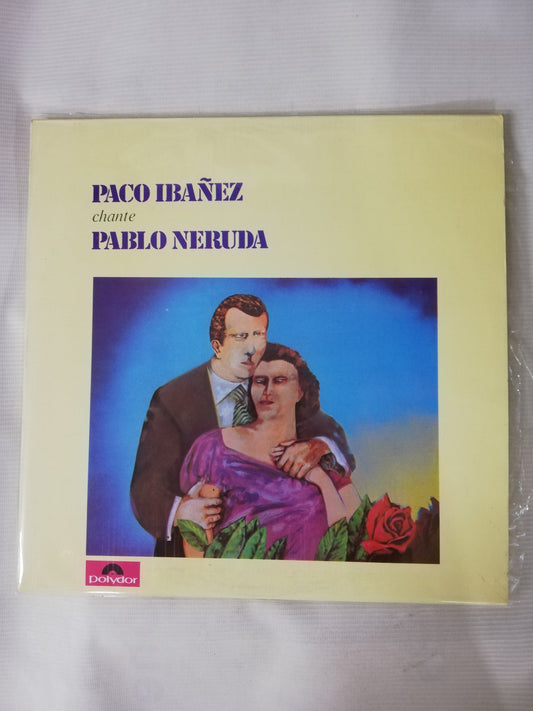 PACO IBAÑEZ
chante
PABLO NERUDA
polydor